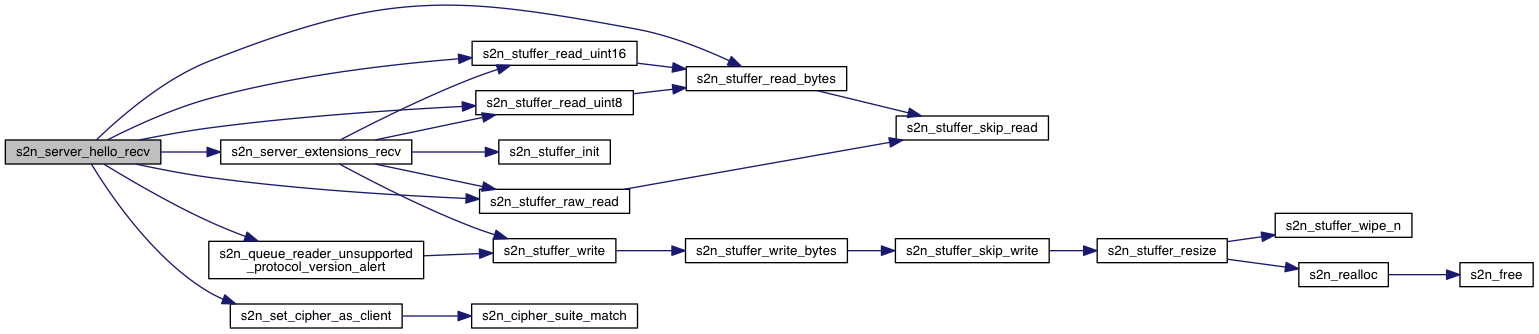 s2n_stuffer_read_uint16
s2n_stuffer_read_bytes
s2n_stuffer_read_uint8
s2n_stuffer_skip_read
s2n_server_hello_recv
s2n_server_extensions_recv
s2n_stuffer_init
s2n_stuffer_raw_read
s2n_stuffer_wipe_n
s2n_queue_reader_unsupported
_protocol_version_alert
s2n_stuffer_write
s2n_stuffer_write_bytes
s2n_stuffer_skip_write
s2n_stuffer_resize
s2n_realloc
s2n_free
s2n_set_cipher_as_client
s2n_cipher_suite_match